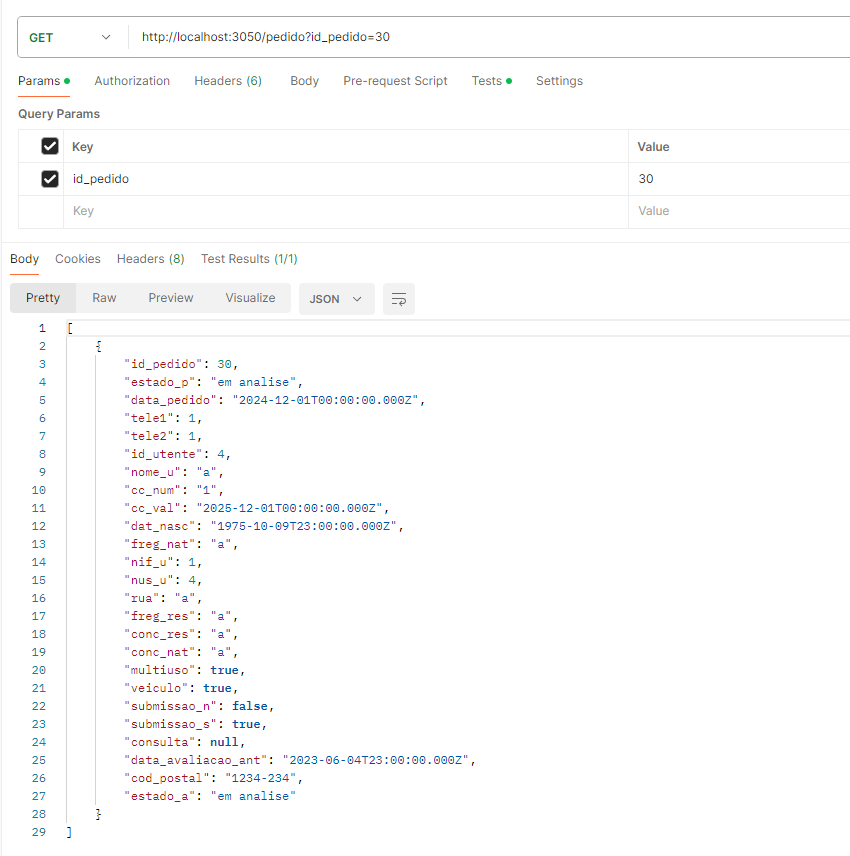 GET http://localhost:3050/pedido?id_pedido=30
Params Authorization Headers (6) Body Pre-request Script Tests Settings
Query Params
Key Value
id_pedido 30
Key Value
Body Cookies Headers (8) Test Results (1/1)
Pretty Raw Preview Visualize JSON
1 [
2 {
3 "id_pedido": 30,
4 "estado_p": "em analise",
5 "data_pedido": "2024-12-01T00:00:00.000Z",
6 "tele1": 1,
7 "tele2": 1,
8 "id_utente": 4,
9 "nome_u": "a",
10 "cc_num": "1",
11 "cc_val": "2025-12-01T00:00:00.000Z",
12 "dat_nasc": "1975-10-09T23:00:00.000Z",
13 "freg_nat": "a",
14 "nif_u": 1,
15 "nus_u": 4,
16 "rua": "a",
17 "freg_res": "a",
18 "conc_res": "a",
19 "conc_nat": "a",
20 "multiuso": true,
21 "veiculo": true,
22 "submissao_n": false,
23 "submissao_s": true,
24 "consulta": null,
25 "data_avaliacao_ant": "2023-06-04T23:00:00.000Z",
26 "cod_postal": "1234-234",
27 "estado_a": "em analise"
28 }
29 ]